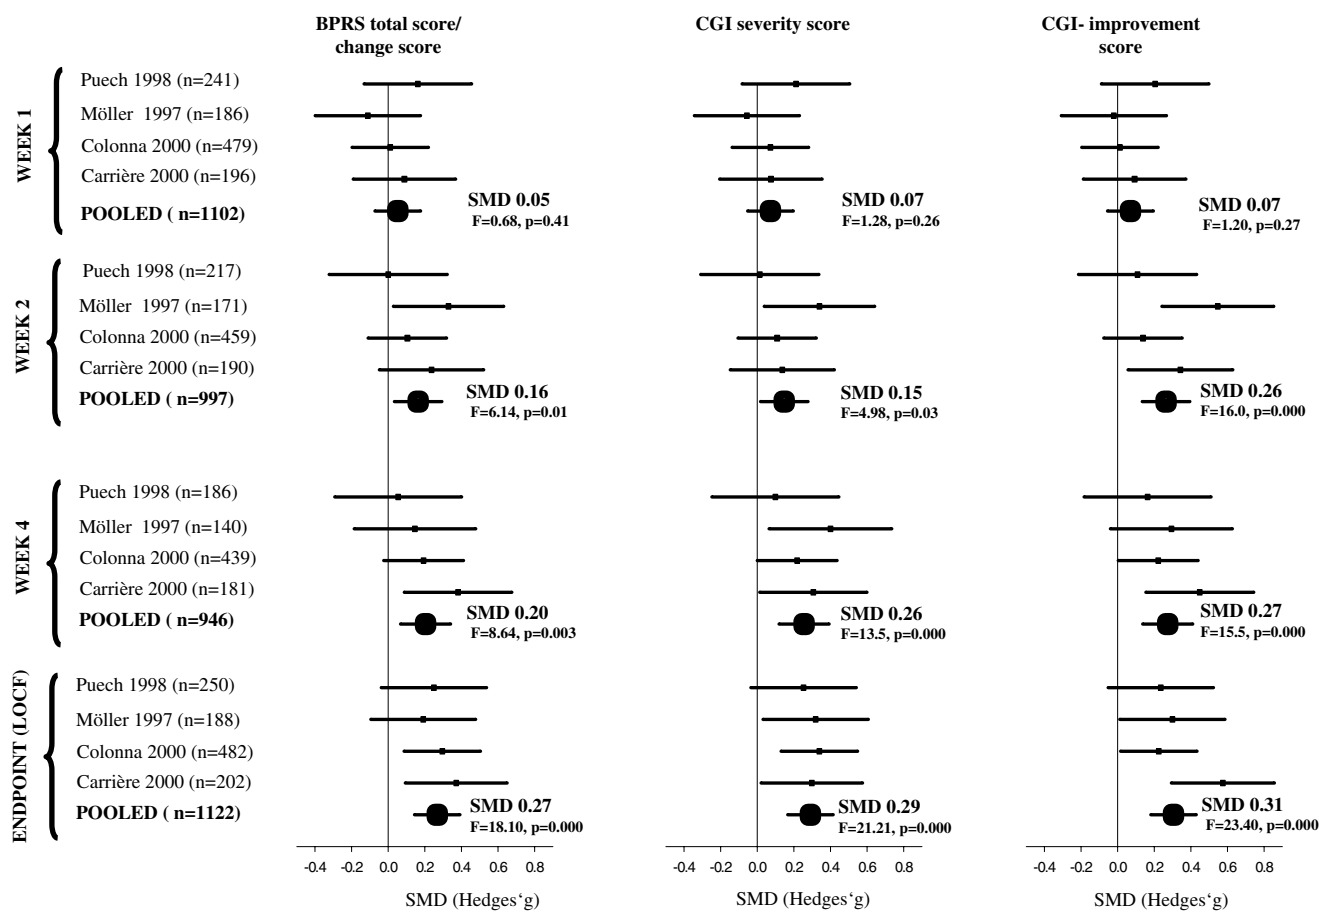 BPRS total score/
change score
CGI severity score
CGI- improvement
score
WEEK 1
Puech 1998 (n=241)
Möller  1997 (n=186)
Colonna 2000 (n=479)
Carrière 2000 (n=196)
POOLED ( n=1102)
SMD 0.05
F=0.68, p=0.41
SMD 0.07
F=1.28, p=0.26
SMD 0.07
F=1.20, p=0.27
WEEK 2
Puech 1998 (n=217)
Möller  1997 (n=171)
Colonna 2000 (n=459)
Carrière 2000 (n=190)
POOLED ( n=997)
SMD 0.16
F=6.14, p=0.01
SMD 0.15
F=4.98, p=0.03
SMD 0.26
F=16.0, p=0.000
WEEK 4
Puech 1998 (n=186)
Möller  1997 (n=140)
Colonna 2000 (n=439)
Carrière 2000 (n=181)
POOLED ( n=946)
SMD 0.20
F=8.64, p=0.003
SMD 0.26
F=13.5, p=0.000
SMD 0.27
F=15.5, p=0.000
ENDPOINT (LOCF)
Puech 1998 (n=250)
Möller 1997 (n=188)
Colonna 2000 (n=482)
Carrière 2000 (n=202)
POOLED ( n=1122)
SMD 0.27
F=18.10, p=0.000
SMD 0.29
F=21.21, p=0.000
SMD 0.31
F=23.40, p=0.000
-0.4 -0.2 0.0 0.2 0.4 0.6 0.8
-0.4 -0.2 0.0 0.2 0.4 0.6 0.8
-0.4 -0.2 0.0 0.2 0.4 0.6 0.8
SMD (Hedges‘g)
SMD (Hedges‘g)
SMD (Hedges‘g)